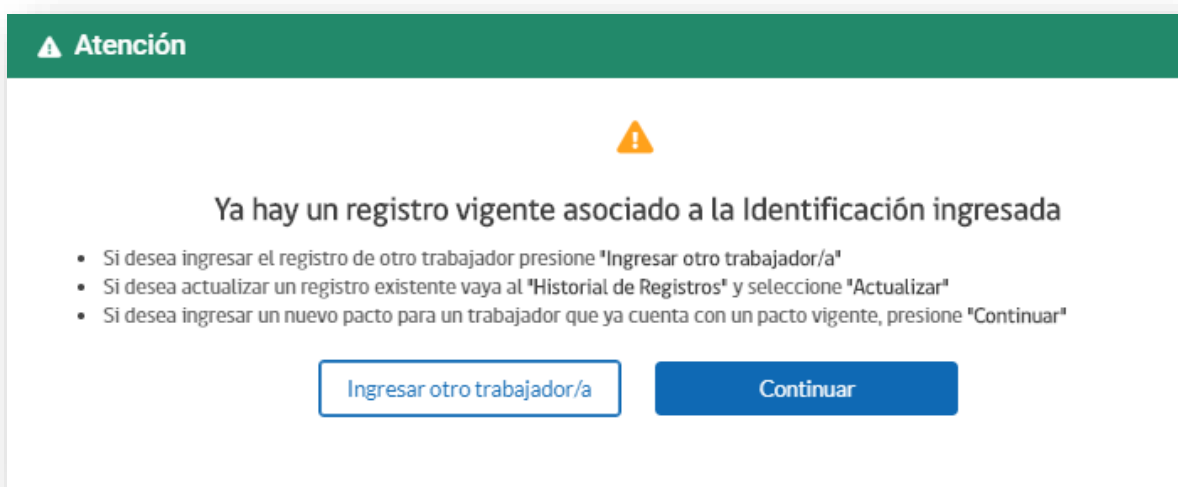 Atención
Ya hay un registro vigente asociado a la Identificación ingresada
• Si desea ingresar el registro de otro trabajador presione "Ingresar otro trabajador/a"
• Si desea actualizar un registro existente vaya al "Historial de Registros" y seleccione "Actualizar"
• Si desea ingresar un nuevo pacto para un trabajador que ya cuenta con un pacto vigente, presione "Continuar"
Ingresar otro trabajador/a
Continuar